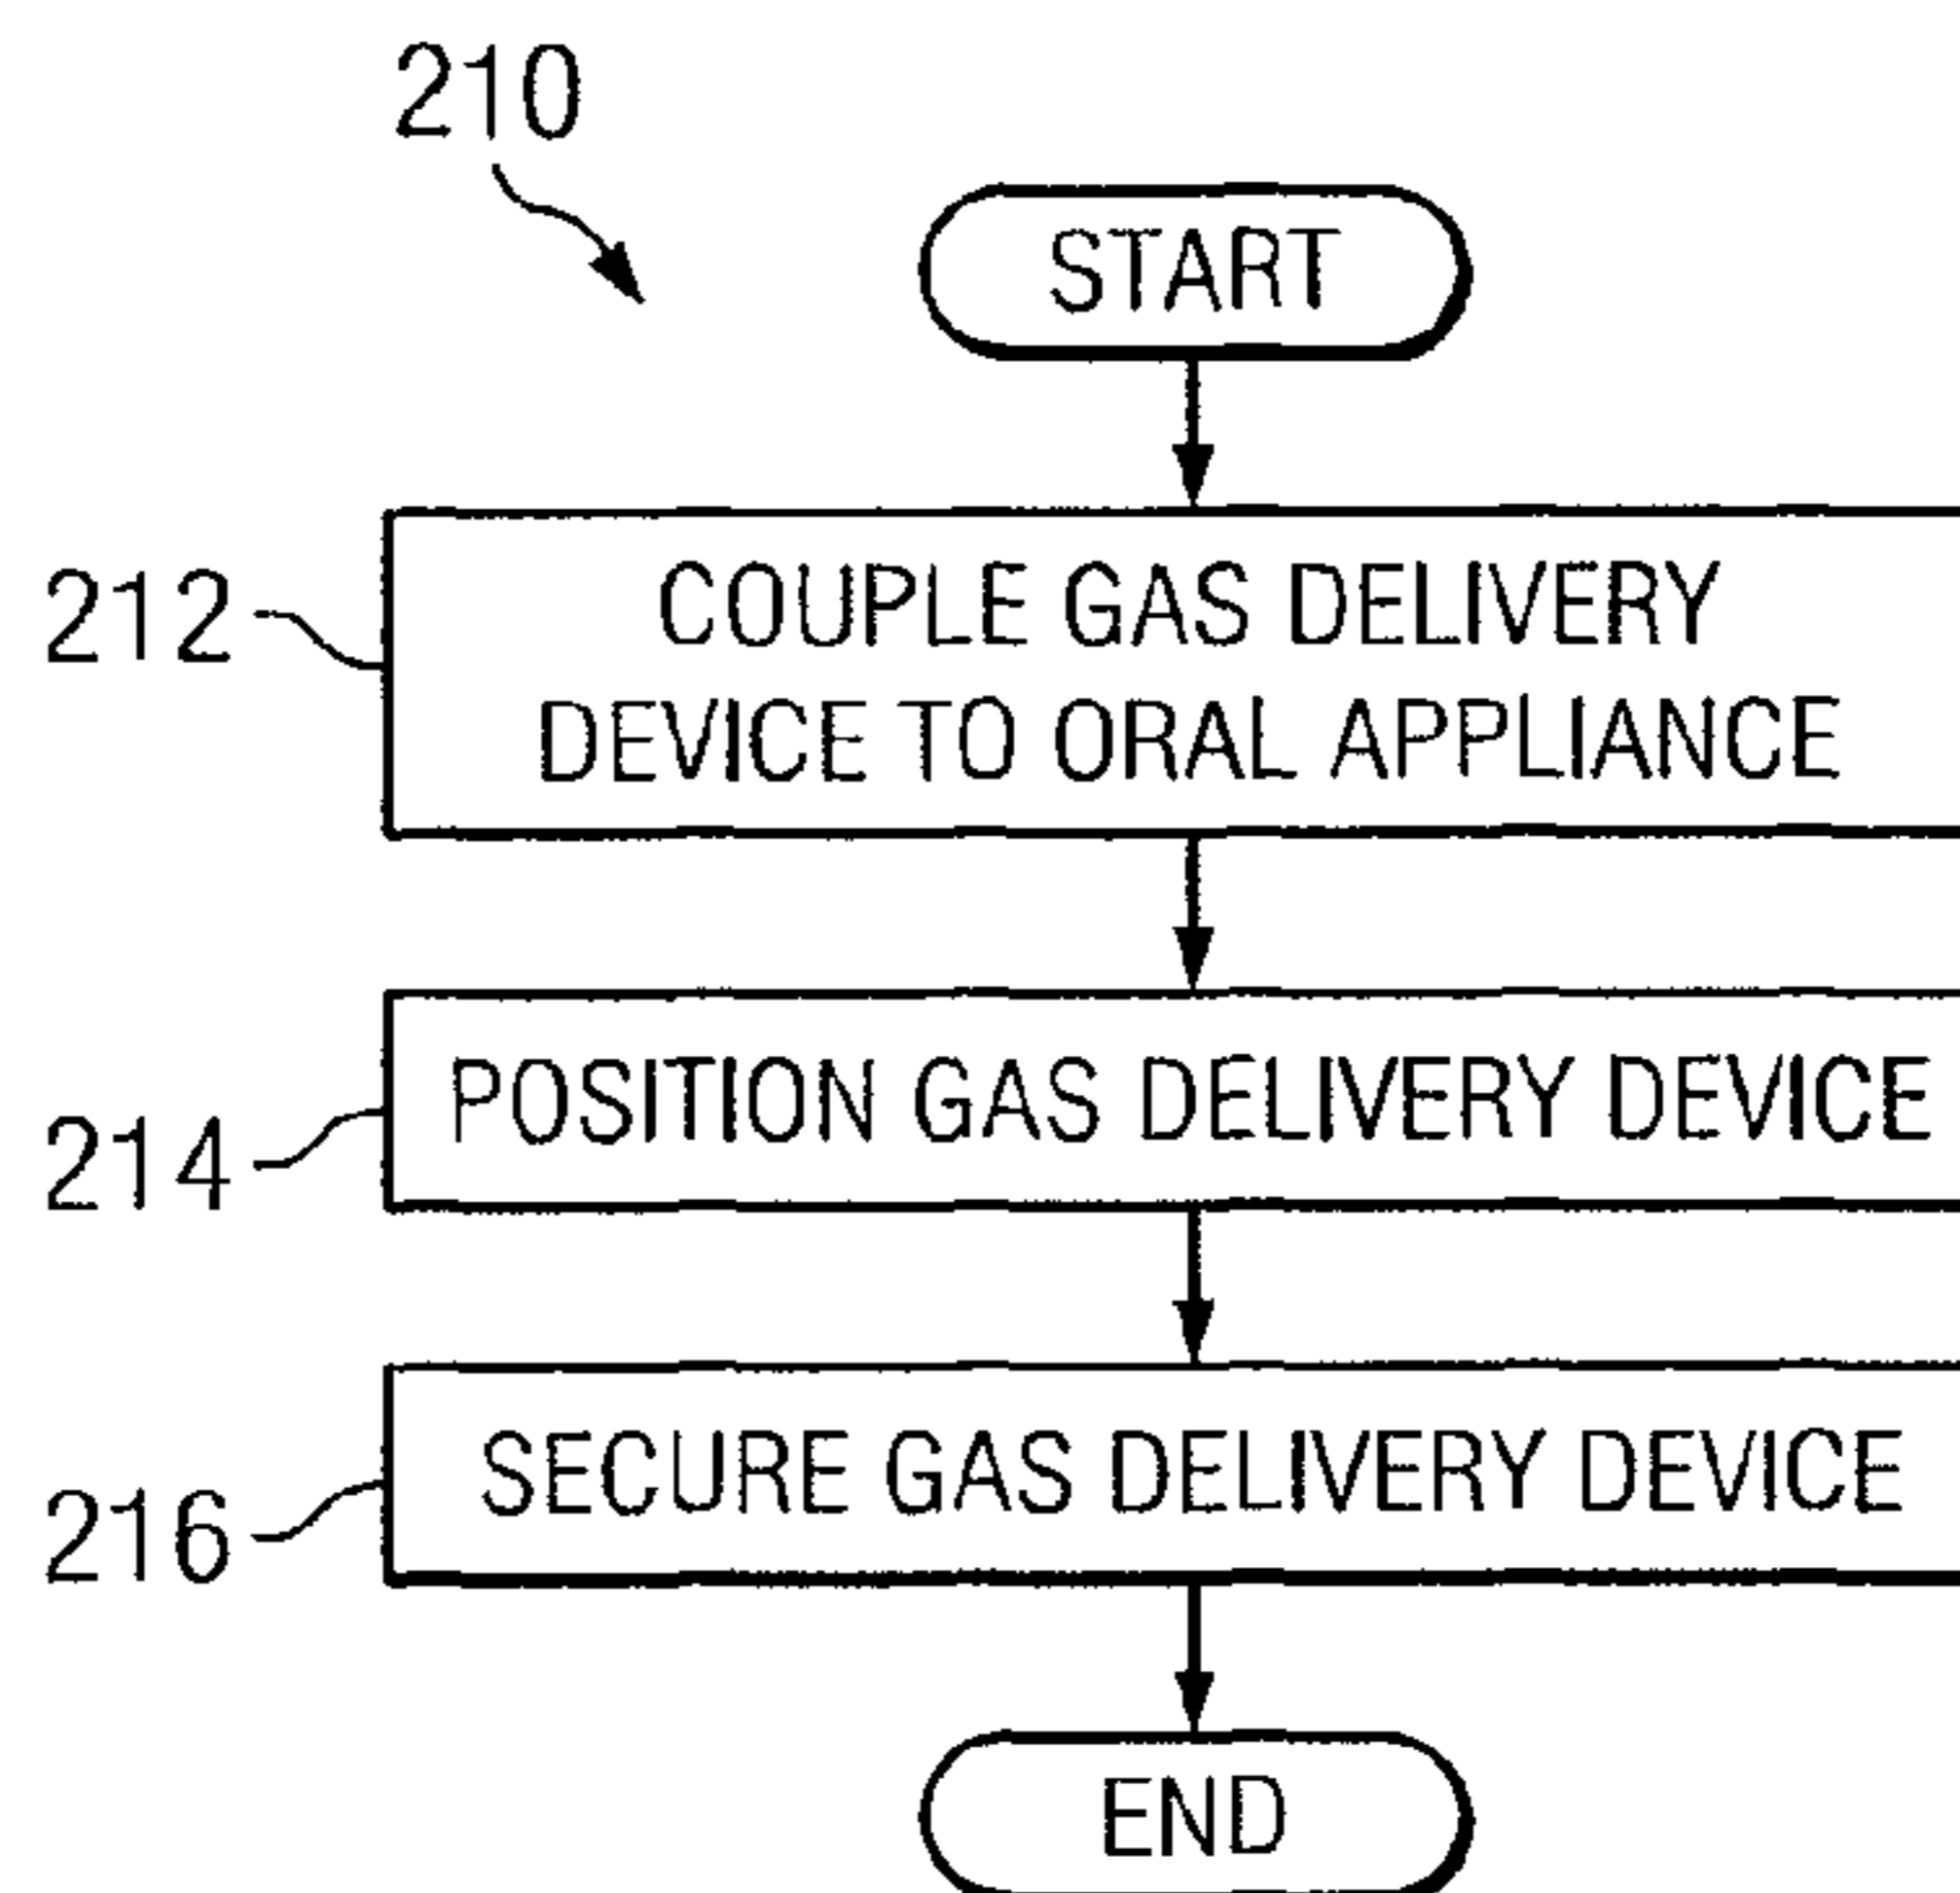 210
START
212
COUPLE GAS DELIVERY
DEVICE TO ORAL APPLIANCE
214
POSITION GAS DELIVERY DEVICE
216
SECURE GAS DELIVERY DEVICE
END